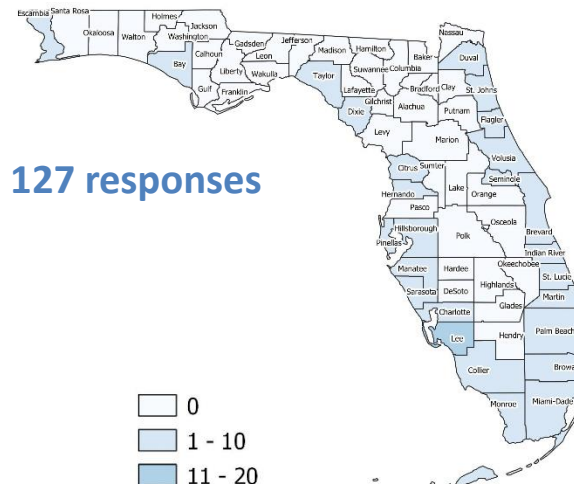 Escambia Santa Rosa Okaloosa Walton Holmes Jackson Washington
Bay Calhoun Gulf Liberty Franklin Gadsden Leon Wakulla Jefferson
Madison Taylor Hamilton Suwannee Lafayette Dixie Columbia Gilchrist
Baker Bradford Nassau Duval Clay St. Johns
Alachua Putnam Flagler Levy Marion Volusia
127 responses
Citrus Sumter Lake Seminole Orange
Hernando Pasco Osceola Brevard
Pinellas Hillsborough Polk Indian River
Manatee Hardee Okeechobee St. Lucie
Sarasota DeSoto Highlands Martin
Charlotte Glades Palm Beach
Lee Hendry
Collier Browa
Monroe Miami-Dade
0
1 - 10
11 - 20